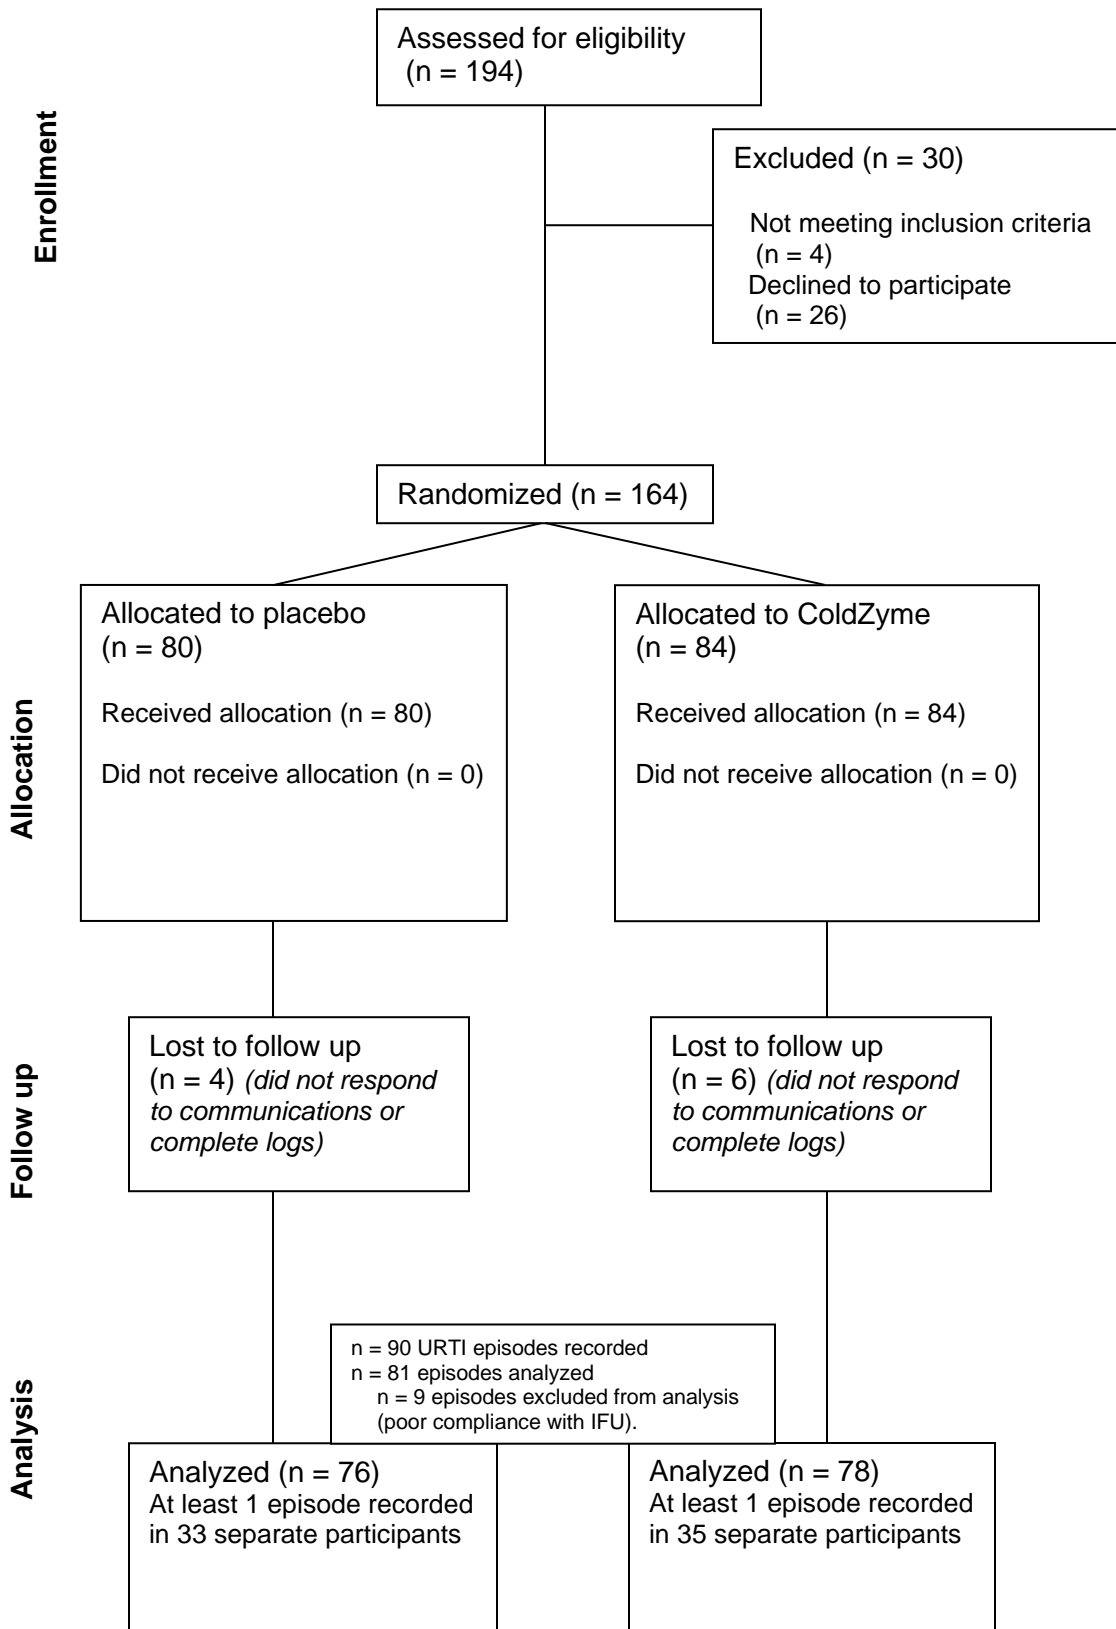 Assessed for eligibility
(n = 194)
Enrollment
Excluded (n = 30)
Not meeting inclusion criteria
(n = 4)
Declined to participate
(n = 26)
Randomized (n = 164)
Allocation
Allocated to placebo
(n = 80)
Received allocation (n = 80)
Did not receive allocation (n = 0)
Allocated to ColdZyme
(n = 84)
Received allocation (n = 84)
Did not receive allocation (n = 0)
Follow up
Lost to follow up
(n = 4) (did not respond
to communications or
complete logs)
Lost to follow up
(n = 6) (did not respond
to communications or
complete logs)
Analysis
n = 90 URTI episodes recorded
n = 81 episodes analyzed
n = 9 episodes excluded from analysis
(poor compliance with IFU).
Analyzed (n = 76)
At least 1 episode recorded
in 33 separate participants
Analyzed (n = 78)
At least 1 episode recorded
in 35 separate participants